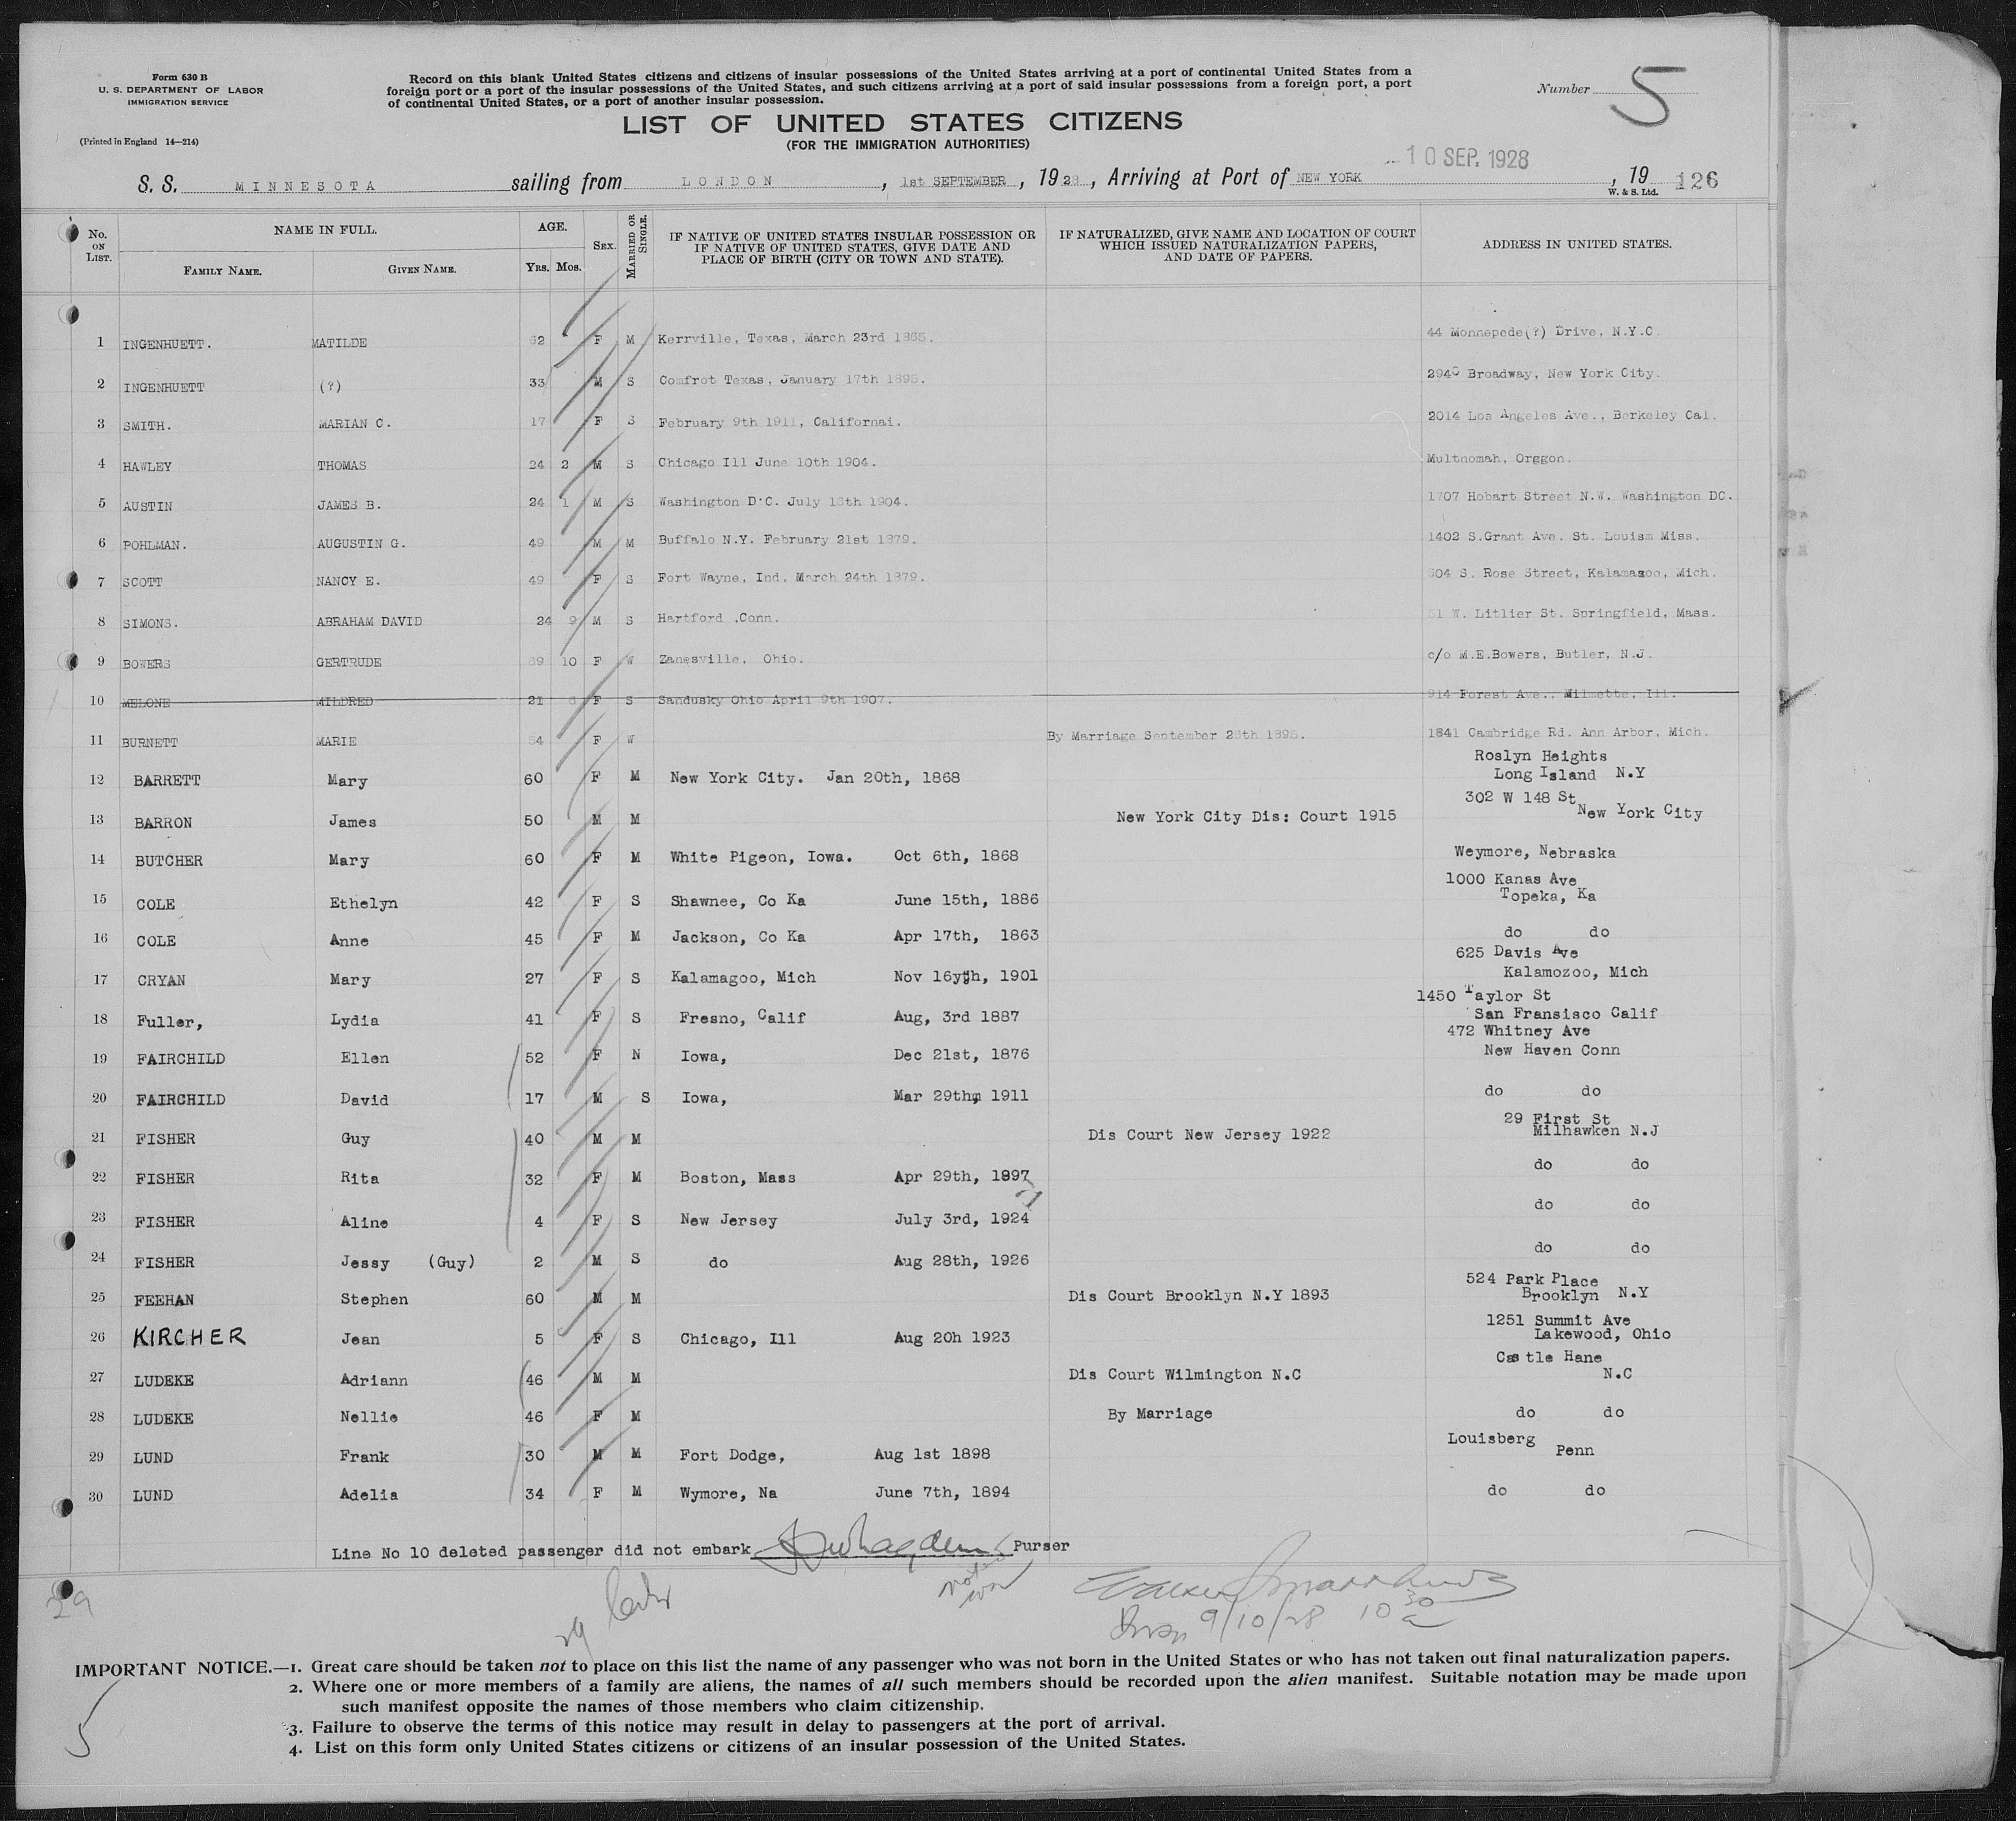 Form 630 B
U. S. DEPARTMENT OF LABOR
IMMIGRATION SERVICE
(Printed in England 14—214)
Record on this blank United States citizens and citizens of insular possessions of the United States arriving at a port of continental United States from a
foreign port or a port of the insular possessions of the United States, and such citizens arriving at a port of said insular possessions from a foreign port, a port
of continental United States, or a port of another insular possession.
Number 5
LIST OF UNITED STATES CITIZENS
(FOR THE IMMIGRATION AUTHORITIES)
10 SEP. 1928
S. S. MINNESOTA sailing from LONDON, 1st SEPTEMBER, 1928, Arriving at Port of NEW YORK, 19
W. & S. Ltd. 126
No. ON LIST. NAME IN FULL. AGE. SEX. MARRIED OR SINGLE. IF NATIVE OF UNITED STATES INSULAR POSSESSION OR IF NATIVE OF UNITED STATES, GIVE DATE AND PLACE OF BIRTH (CITY OR TOWN AND STATE). IF NATURALIZED, GIVE NAME AND LOCATION OF COURT WHICH ISSUED NATURALIZATION PAPERS, AND DATE OF PAPERS. ADDRESS IN UNITED STATES.
FAMILY NAME. GIVEN NAME. YRS. MOS.
1 INGENHUETT. MATILDE 62 F M Kerrville, Texas, March 23rd 1865. 44 Monnepede(?) Drive, N.Y.C.
2 INGENHUETT (?) 33 M S Comfrot Texas, January 17th 1895. Broadway, New York City.
3 SMITH. MARIAN C. 17 F S February 9th 1911, Californai. 2014 Los Angeles Ave., Berkeley Cal.
4 HAWLEY THOMAS 24 2 M S Chicago Ill June 10th 1904. Multnomah, Orggon.
5 AUSTIN JAMES B. 24 1 M S Washington D.C. July 1904. 1707 Hobart Street N.W. Washington DC.
6 POHLMAN. AUGUSTIN G. 49 M M Buffalo N.Y. February 21st 1879. 1402 S.Grant Ave. St. Louism Miss.
7 SCOTT NANCY E. 49 F S Fort Wayne, Ind. March 24th 1879. 604 S. Rose Street, Kalamazoo, Mich.
8 SIMONS. ABRAHAM DAVID 24 9 M S Hartford ,Conn. W. Litlier St. Springfield, Mass.
9 BOWERS GERTRUDE 69 10 F W Zanesville, Ohio. c/o M.E.Bowers, Butler, N.J.
10 MELONE MILDRED 21 6 F S Sandusky Ohio April 9th 1907. 914 Forest Ave., Milmette, Ill.
11 BURNETT MARIE 54 F W By Marriage September 1895. 1841 Cambridge Rd. Ann Arbor, Mich.
12 BARRETT Mary 60 F M New York City. Jan 20th, 1868 Roslyn Heights
Long Island N.Y
13 BARRON James 50 M M New York City Dis: Court 1915 302 W 148 St
New York City
14 BUTCHER Mary 60 F M White Pigeon, Iowa. Oct 6th, 1868 Weymore, Nebraska
15 COLE Ethelyn 42 F S Shawnee, Co Ka June 15th, 1886 1000 Kanas Ave
Topeka, Ka
16 COLE Anne 45 F M Jackson, Co Ka Apr 17th, 1863 do do
17 CRYAN Mary 27 F S Kalamagoo, Mich Nov 16yth, 1901 625 Davis Ave
Kalamozoo, Mich
18 Fuller, Lydia 41 F S Fresno, Calif Aug, 3rd 1887 1450 Taylor St
San Fransisco Calif
19 FAIRCHILD Ellen 52 F N Iowa, Dec 21st, 1876 472 Whitney Ave
New Haven Conn
20 FAIRCHILD David 17 M S Iowa, Mar 29th, 1911 do do
21 FISHER Guy 40 M M Dis Court New Jersey 1922 29 First St
Milhawken N.J
22 FISHER Rita 32 F M Boston, Mass Apr 29th, 1897 do do
23 FISHER Aline 4 F S New Jersey July 3rd, 1924 do do
24 FISHER Jessy (Guy) 2 M S do Aug 28th, 1926 do do
25 FEEHAN Stephen 60 M M Dis Court Brooklyn N.Y 1893 524 Park Place
Brooklyn N.Y
26 KIRCHER Jean 5 F S Chicago, Ill Aug 20h 1923 1251 Summit Ave
Lakewood, Ohio
27 LUDEKE Adriann 46 M M Dis Court Wilmington N.C Castle Hane
N.C
28 LUDEKE Nellie 46 F M By Marriage do do
29 LUND Frank 30 M M Fort Dodge, Aug 1st 1898 Louisberg
Penn
30 LUND Adelia 34 F M Wymore, Na June 7th, 1894 do do
Line No 10 deleted passenger did not embark Purser
29
9/10/28 10 30 a
IMPORTANT NOTICE.—1. Great care should be taken not to place on this list the name of any passenger who was not born in the United States or who has not taken out final naturalization papers.
2. Where one or more members of a family are aliens, the names of all such members should be recorded upon the alien manifest. Suitable notation may be made upon
such manifest opposite the names of those members who claim citizenship.
3. Failure to observe the terms of this notice may result in delay to passengers at the port of arrival.
4. List on this form only United States citizens or citizens of an insular possession of the United States.
5